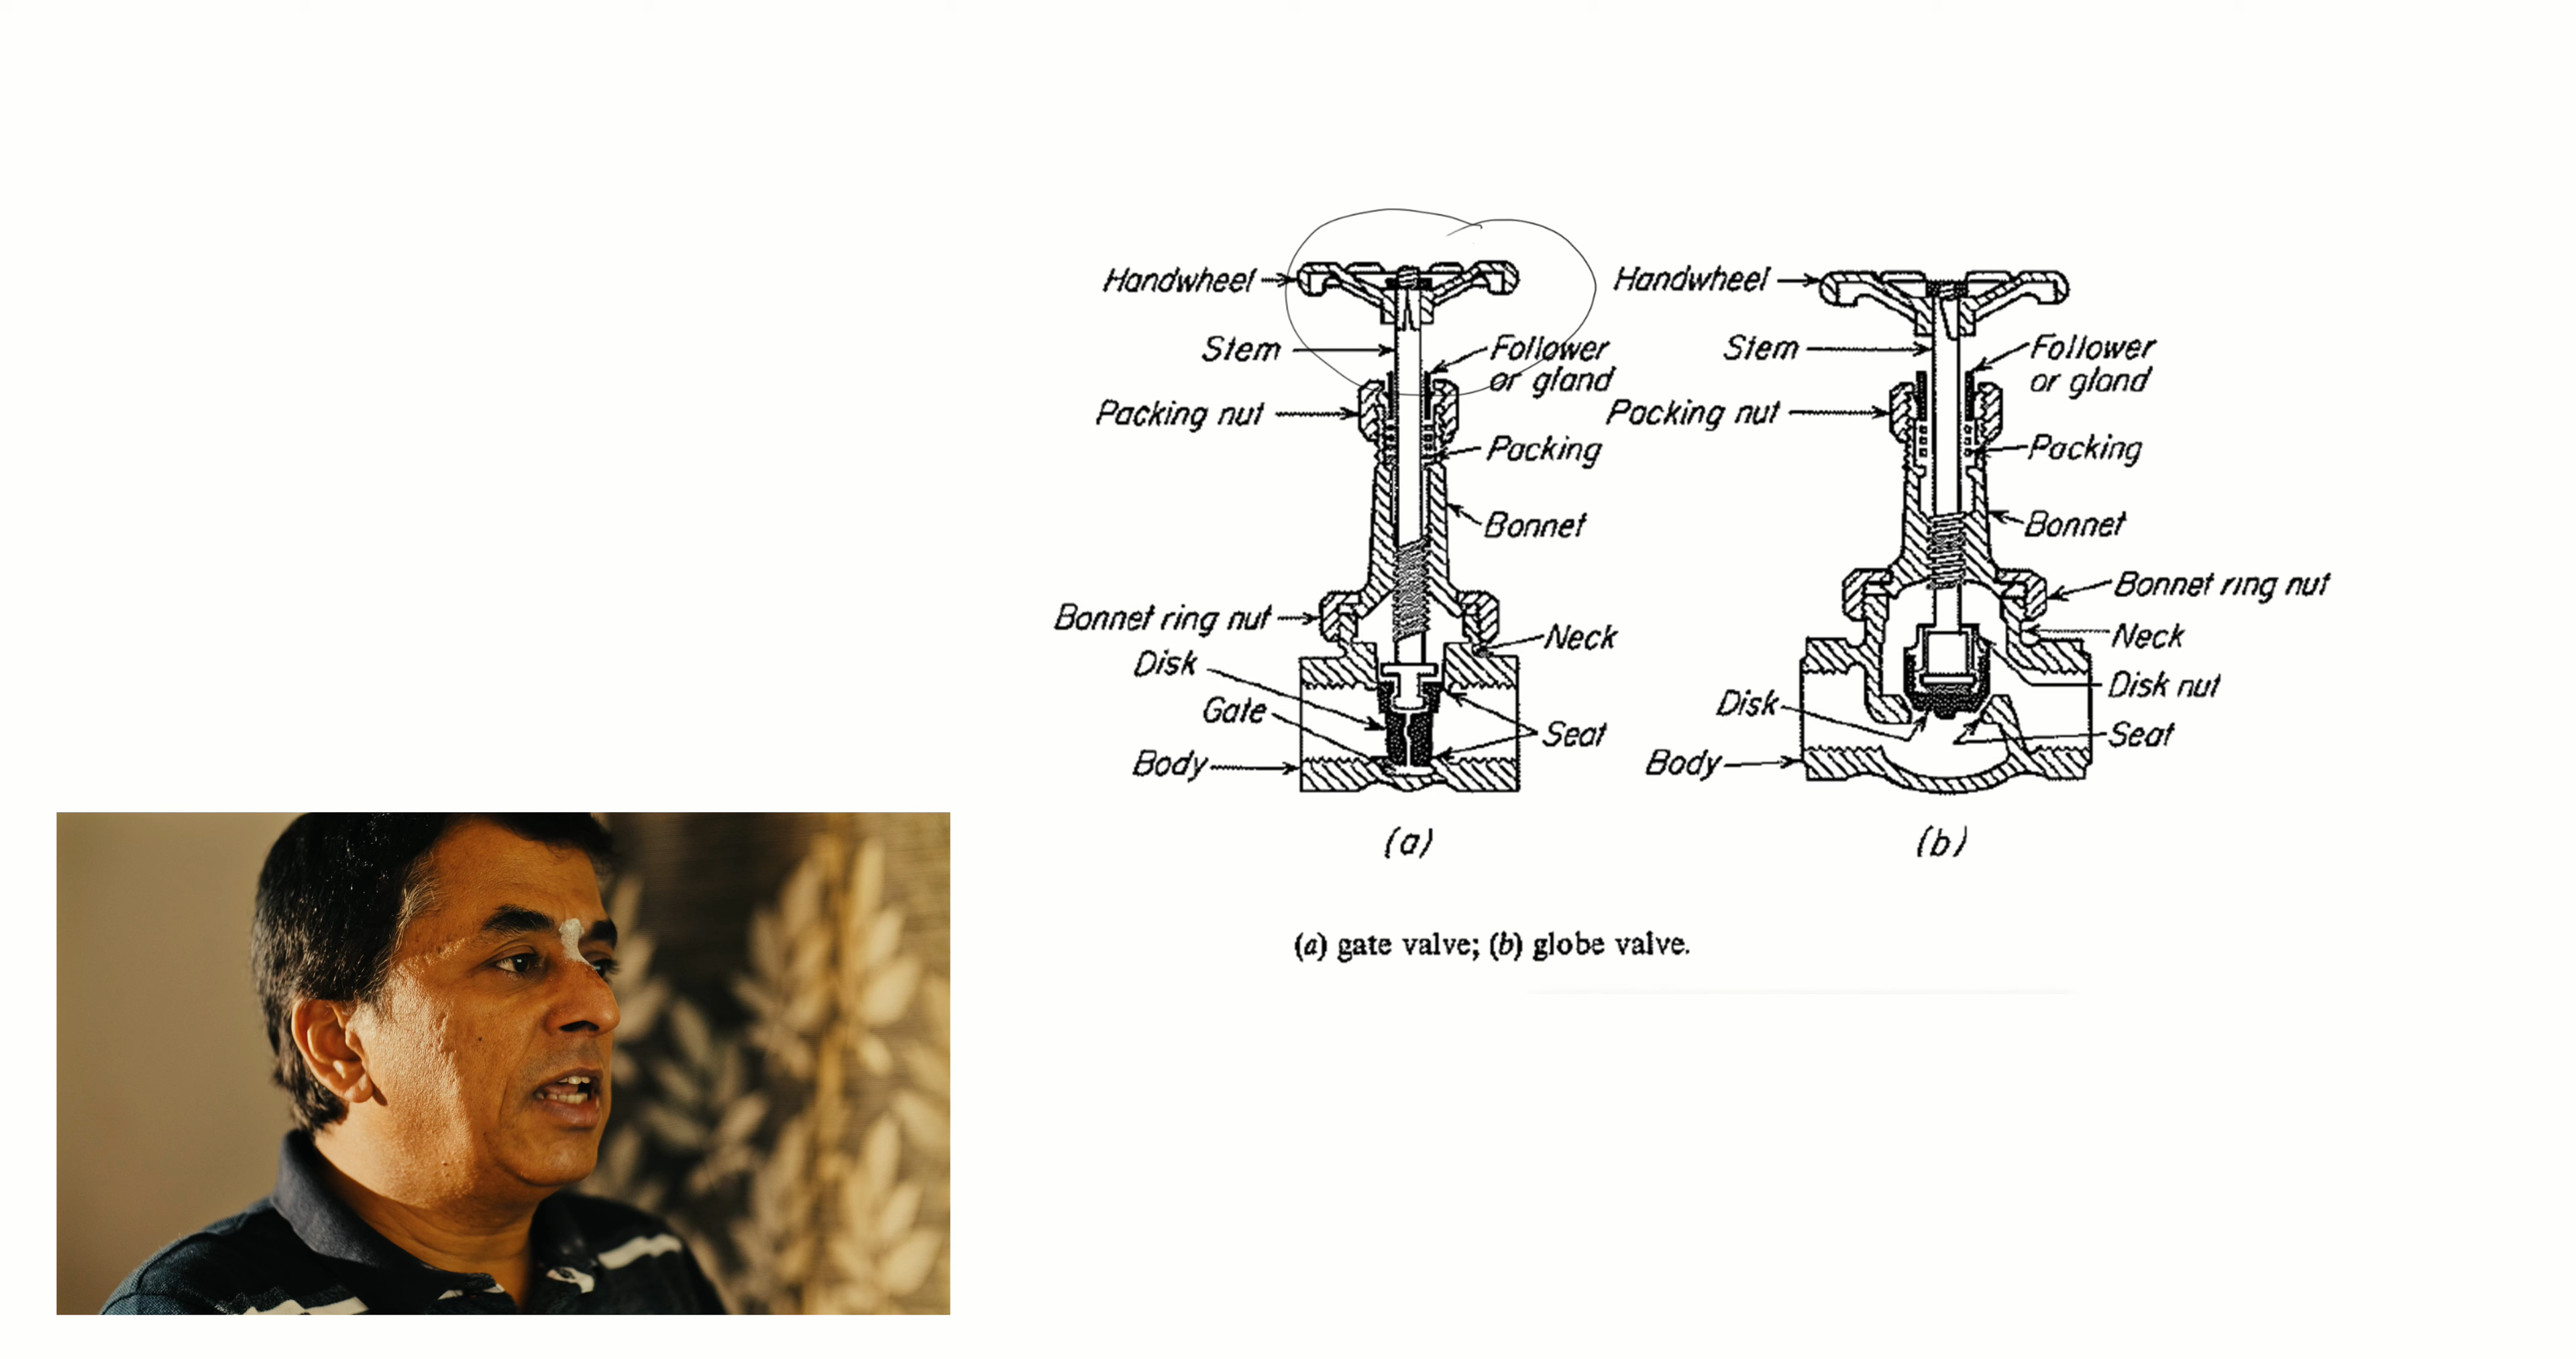 Handwheel
Stem
Follower
or gland
Packing nut
Packing
Bonnet
Bonnet ring nut
Neck
Disk
Gate
Seat
Body
(a)
Handwheel
Stem
Follower
or gland
Packing nut
Packing
Bonnet
Bonnet ring nut
Neck
Disk nut
Disk
Seat
Body
(b)
(a) gate valve; (b) globe valve.